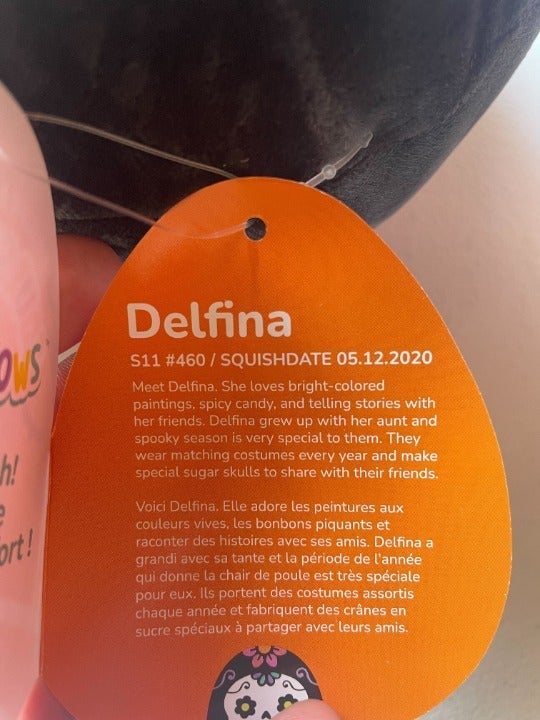 Delfina
S11 #460 / SQUISHDATE 05.12.2020
Meet Delfina. She loves bright-colored
paintings, spicy candy, and telling stories with
her friends. Delfina grew up with her aunt and
spooky season is very special to them. They
wear matching costumes every year and make
special sugar skulls to share with their friends.
Voici Delfina. Elle adore les peintures aux
couleurs vives, les bonbons piquants et
raconter des histoires avec ses amis. Delfina a
grandi avec sa tante et la période de l'année
qui donne la chair de poule est très spéciale
pour eux. Ils portent des costumes assortis
chaque année et fabriquent des crânes en
sucre spéciaux à partager avec leurs amis.